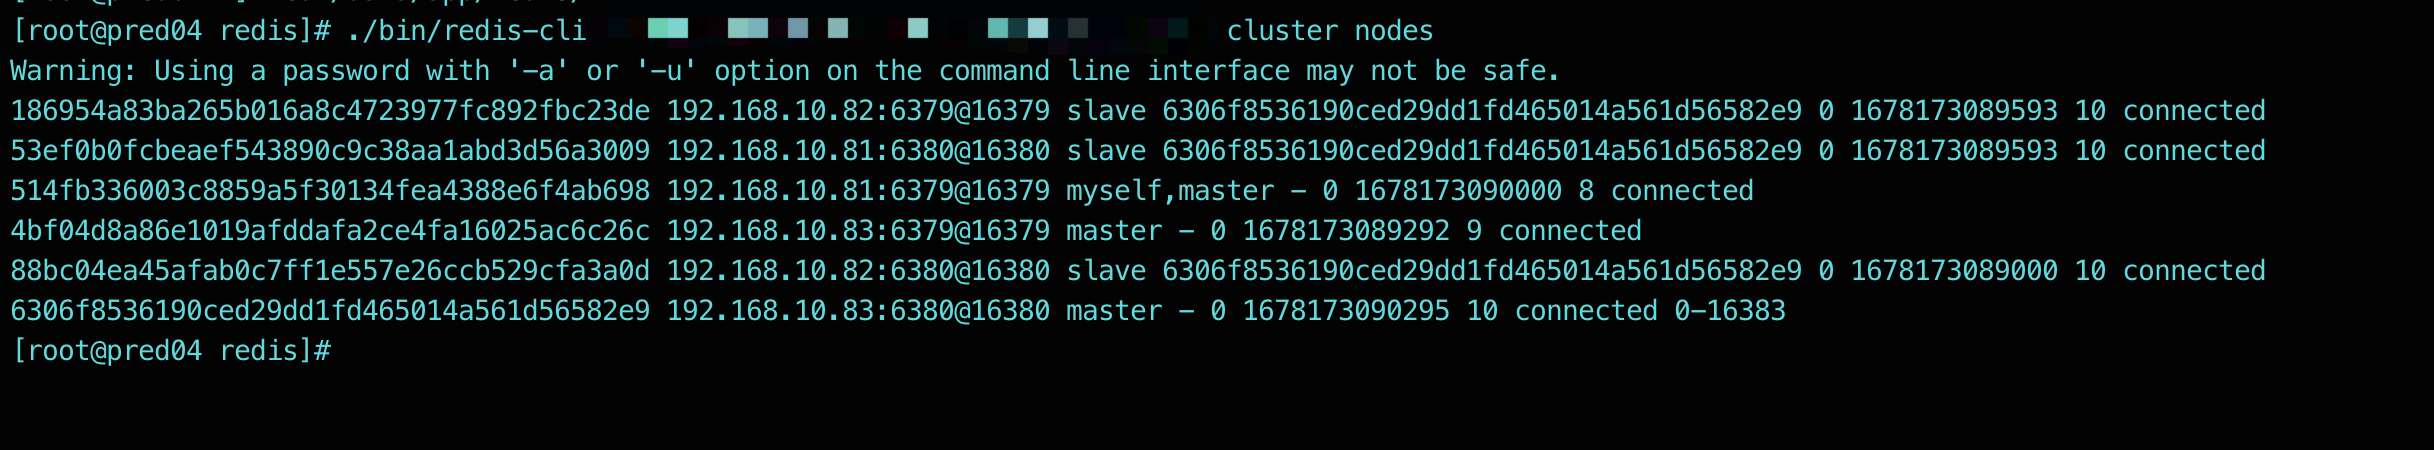 [root@pred04 redis]# ./bin/redis-cli cluster nodes
Warning: Using a password with '-a' or '-u' option on the command line interface may not be safe.
186954a83ba265b016a8c4723977fc892fbc23de 192.168.10.82:6379@16379 slave 6306f8536190ced29dd1fd465014a561d56582e9 0 1678173089593 10 connected
53ef0b0fcbeaef543890c9c38aa1abd3d56a3009 192.168.10.81:6380@16380 slave 6306f8536190ced29dd1fd465014a561d56582e9 0 1678173089593 10 connected
514fb336003c8859a5f30134fea4388e6f4ab698 192.168.10.81:6379@16379 myself,master - 0 1678173090000 8 connected
4bf04d8a86e1019afddafa2ce4fa16025ac6c26c 192.168.10.83:6379@16379 master - 0 1678173089292 9 connected
88bc04ea45afab0c7ff1e557e26ccb529cfa3a0d 192.168.10.82:6380@16380 slave 6306f8536190ced29dd1fd465014a561d56582e9 0 1678173089000 10 connected
6306f8536190ced29dd1fd465014a561d56582e9 192.168.10.83:6380@16380 master - 0 1678173090295 10 connected 0-16383
[root@pred04 redis]#